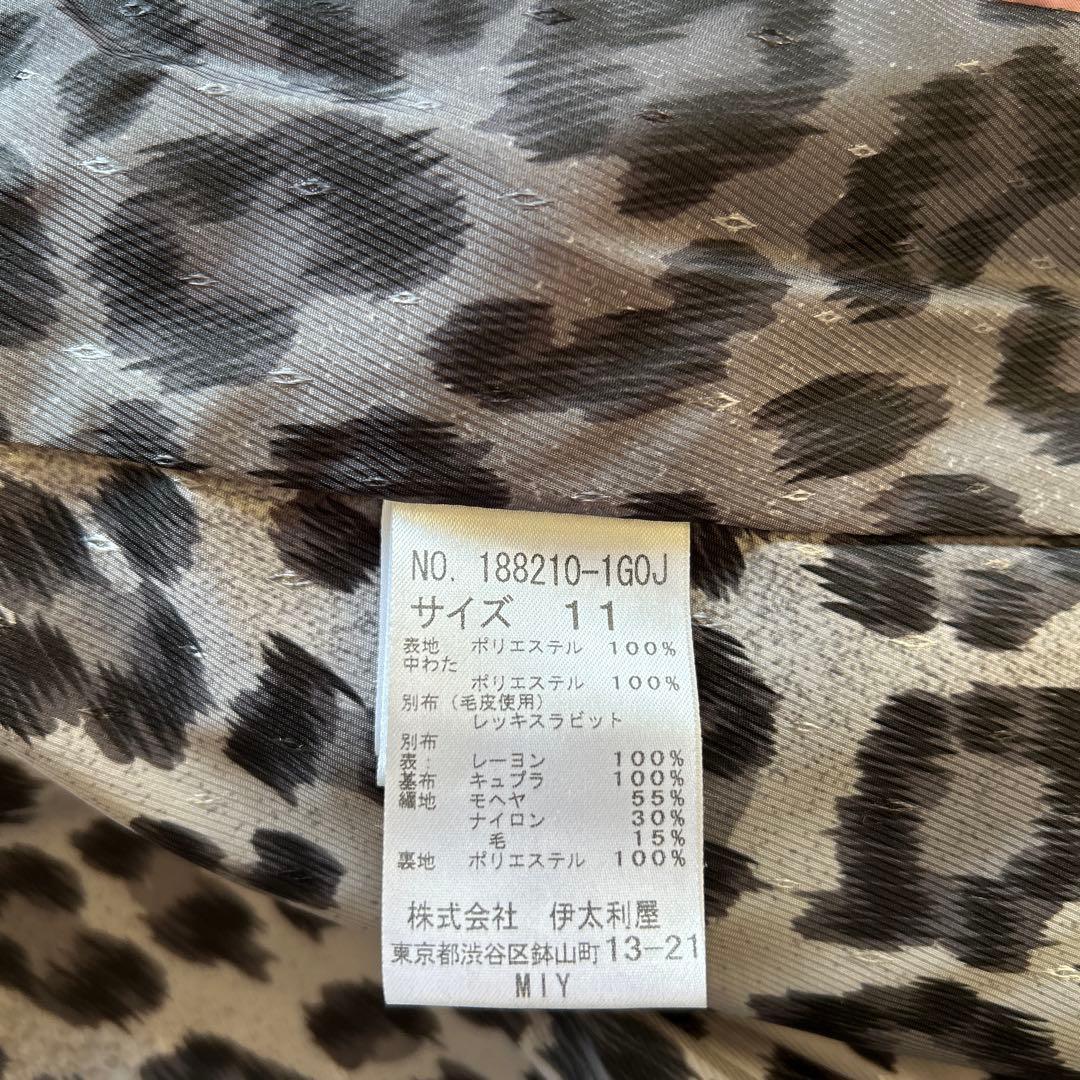 NO. 188210-1G0J
サイズ 11
表地 ポリエステル 100%
中わた
ポリエステル 100%
別布(毛皮使用)
レッキスラビット
別布
表: レーヨン 100%
基布 キュプラ 100%
編地 モヘヤ 55%
ナイロン 30%
毛 15%
裏地 ポリエステル 100%
株式会社 伊太利屋
東京都渋谷区鉢山町13-21
MIY